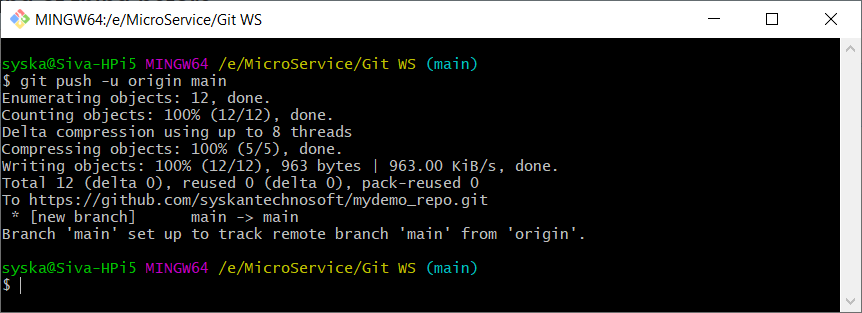 MINGW64:/e/MicroService/Git WS
syska@Siva-HPi5 MINGW64 /e/MicroService/Git WS (main)
$ git push -u origin main
Enumerating objects: 12, done.
Counting objects: 100% (12/12), done.
Delta compression using up to 8 threads
Compressing objects: 100% (5/5), done.
Writing objects: 100% (12/12), 963 bytes | 963.00 KiB/s, done.
Total 12 (delta 0), reused 0 (delta 0), pack-reused 0
To https://github.com/syskantechnosoft/mydemo_repo.git
 * [new branch]      main -> main
Branch 'main' set up to track remote branch 'main' from 'origin'.
syska@Siva-HPi5 MINGW64 /e/MicroService/Git WS (main)
$